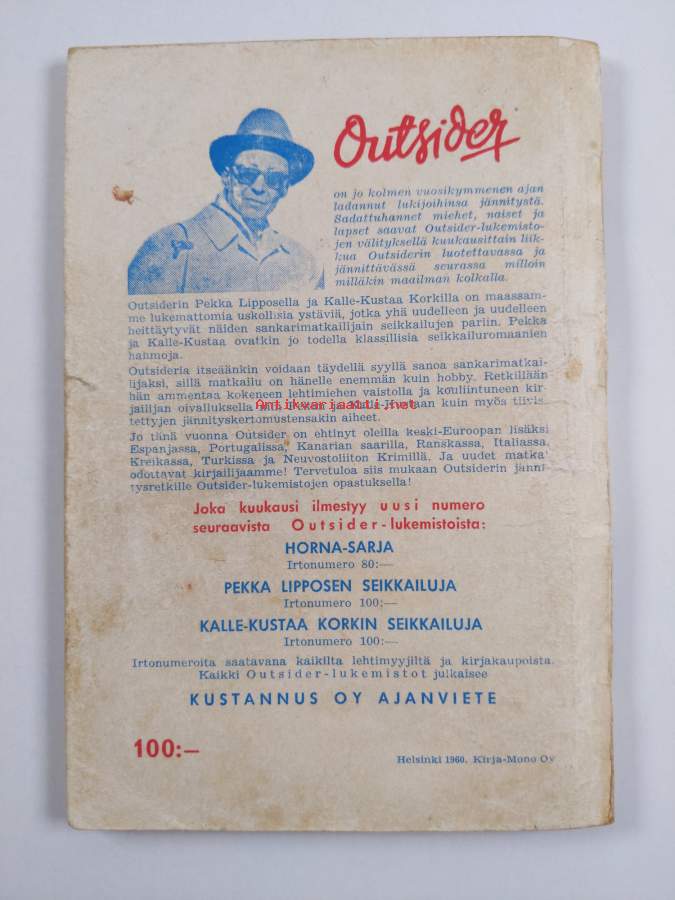 Outsider
on jo kolmen vuosikymmenen ajan
ladannut lukijoihinsa jännitystä.
Sadattuhannet miehet, naiset ja
lapset saavat Outsider-lukemisto-
jen välityksellä kuukausittain liik-
kua Outsiderin luotettavassa ja
jännittävässä seurassa milloin
milläkin maailman kolkalla.
Outsiderin Pekka Lipposella ja Kalle-Kustaa Korkilla on maassam-
me lukemattomia uskollisia ystäviä, jotka yhä uudelleen ja uudelleen
heittäytyvät näiden sankarimatkailijain seikkailujen pariin. Pekka
ja Kalle-Kustaa ovatkin jo todella klassillisia seikkailuromaanien
hahmoja.
Outsideria itseäänkin voidaan täydellä syyllä sanoa sankarimatkai-
lijaksi, sillä matkailu on hänelle enemmän kuin hobby. Retkillään
hän ammentaa kokeneen lehtimiehen vaistolla ja kouliintuneen kir-
jailijan oivalluksella
Antikvariaatti.net
kuin myös tiivis-
tettyjen jännityskertomustensakin aiheet.
Jo tänä vuonna Outsider on ehtinyt oleilla keski-Euroopan lisäksi
Espanjassa, Portugalissa, Kanarian saarilla, Ranskassa, Italiassa,
Kreikassa, Turkissa ja Neuvostoliiton Krimillä. Ja uudet matkat
odottavat kirjailijaamme! Tervetuloa siis mukaan Outsiderin jänni
tysretkille Outsider-lukemistojen opastuksella!
Joka kuukausi ilmestyy uusi numero
seuraavista Outsider-lukemistoista:
HORNA-SARJA
Irtonumero 80:—
PEKKA LIPPOSEN SEIKKAILUJA
Irtonumero 100:—
KALLE-KUSTAA KORKIN SEIKKAILUJA
Irtonumero 100:—
Irtonumeroita saatavana kaikilta lehtimyyjiltä ja kirjakaupoista.
Kaikki Outsider-lukemistot julkaisee
KUSTANNUS OY AJANVIETE
100:—
Helsinki 1960. Kirja-Mono Oy